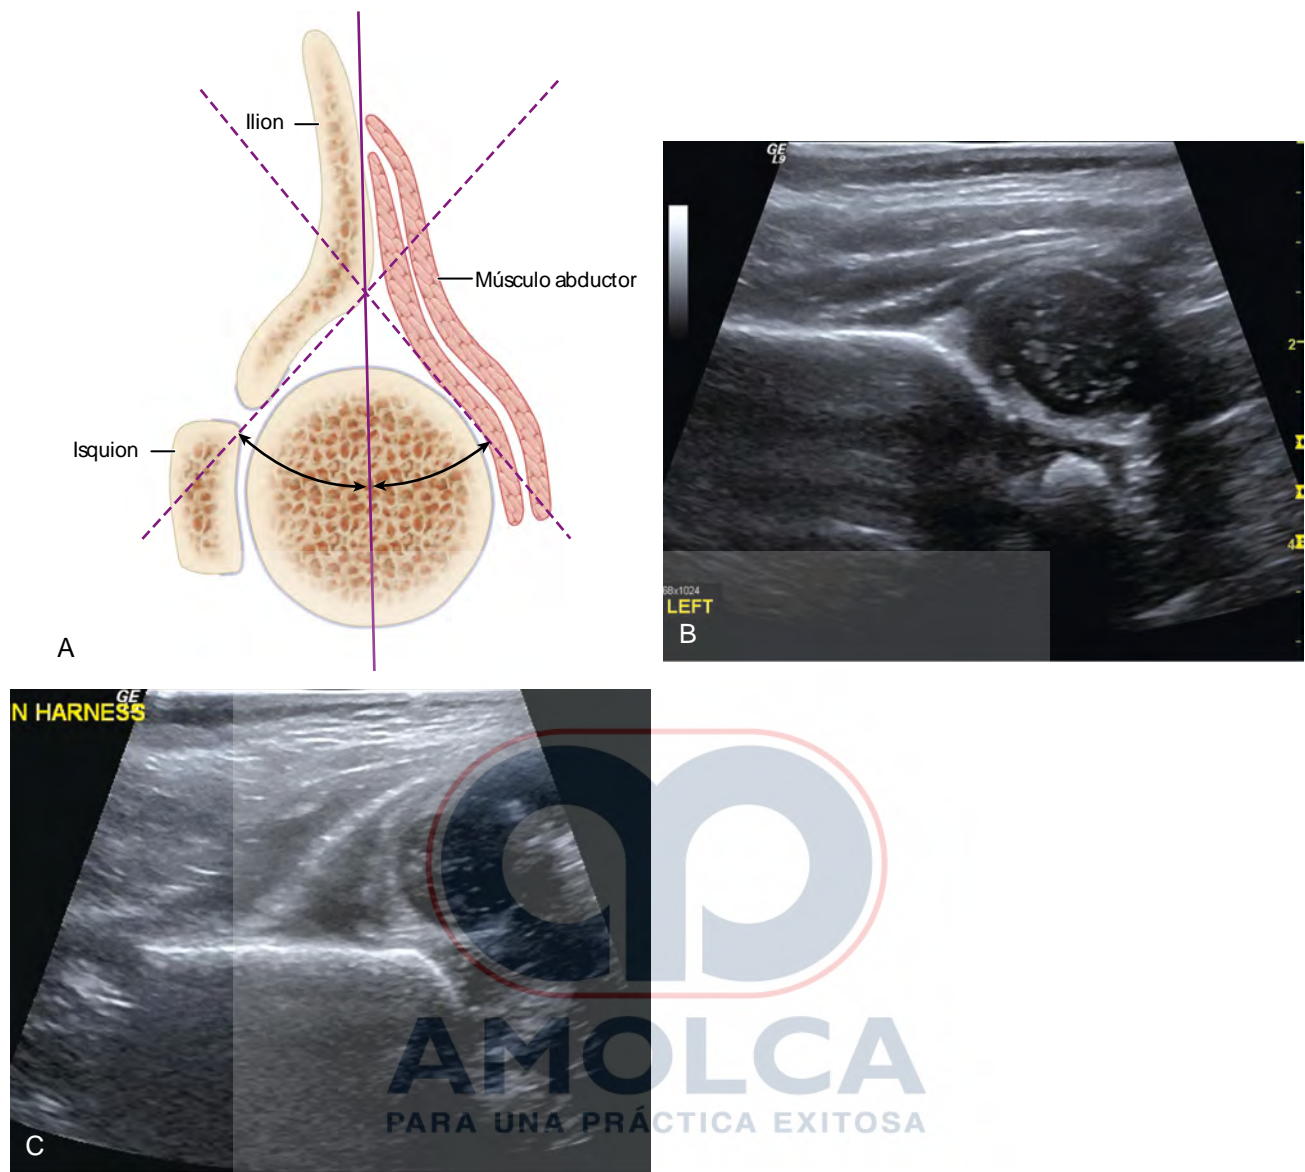 Ilion
Músculo abductor
Isquion
A
GE
L9
2
4
68x1024
LEFT
B
GE
N HARNESS
AMOLCA
PARA UNA PRÁCTICA EXITOSA
C